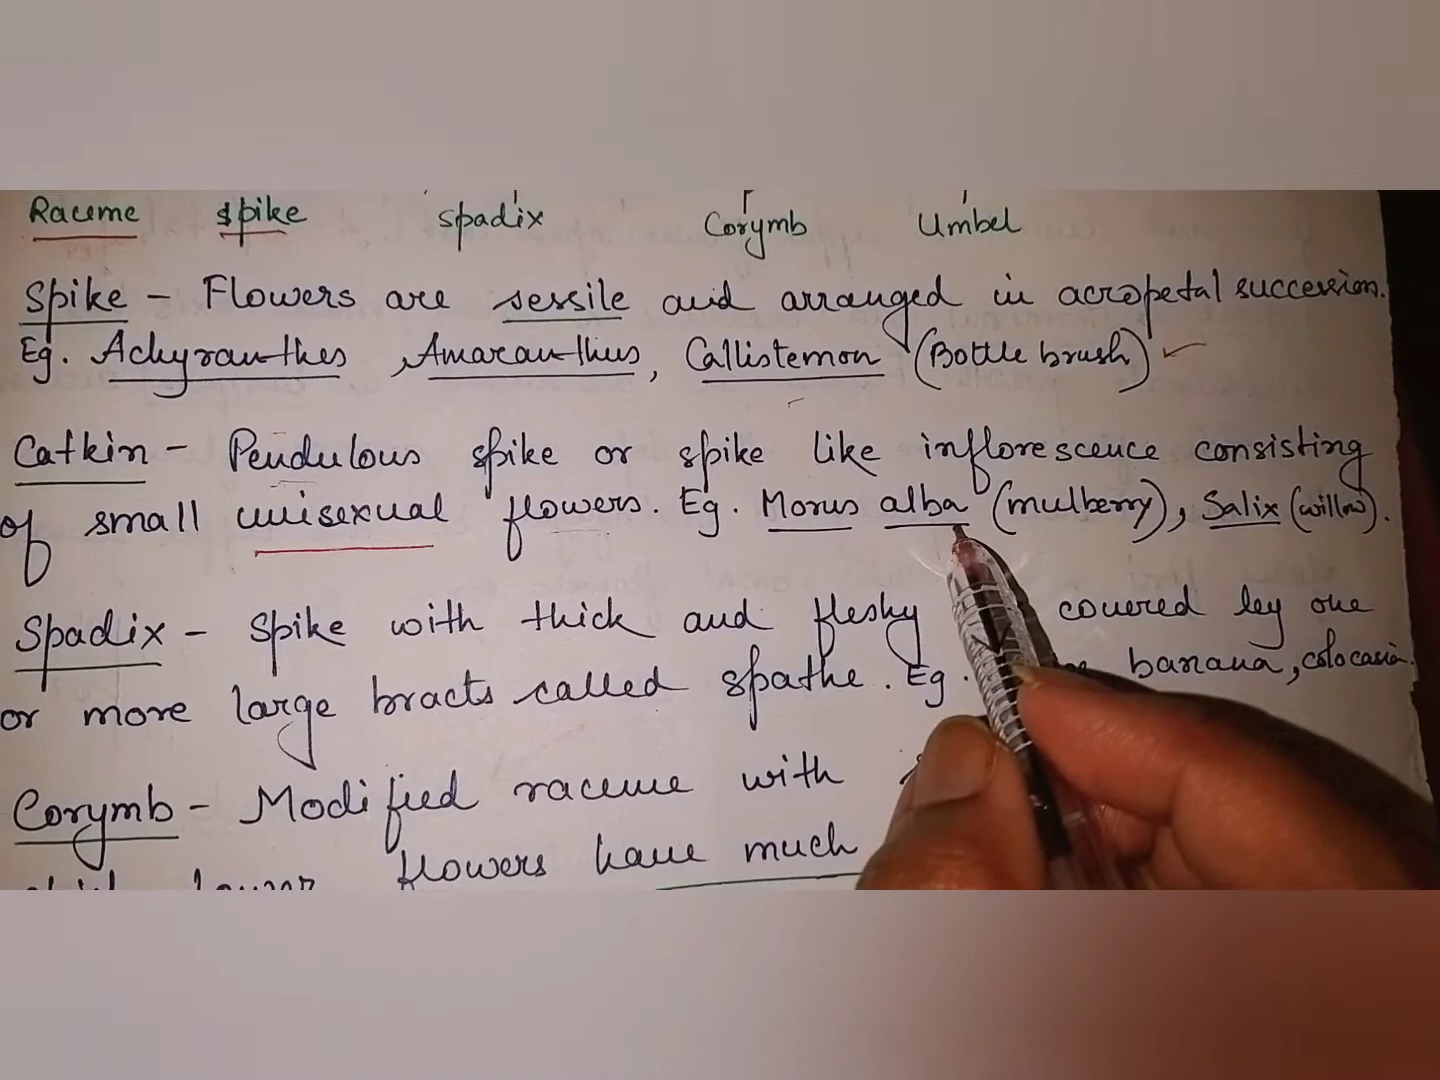 Raceme spike spadix Corymb Umbel
Spike - Flowers are sessile and arranged in acropetal succession.
Eg. Achyranthes, Amaranthus, Callistemon (Bottle brush)
Catkin - Pendulous spike or spike like inflorescence consisting
of small unisexual flowers. Eg. Morus alba (mulberry), Salix (willow).
Spadix - Spike with thick and fleshy covered by one
or more large bracts called spathe. Eg. banana, colocasia.
Corymb - Modified raceme with
lower flowers have much